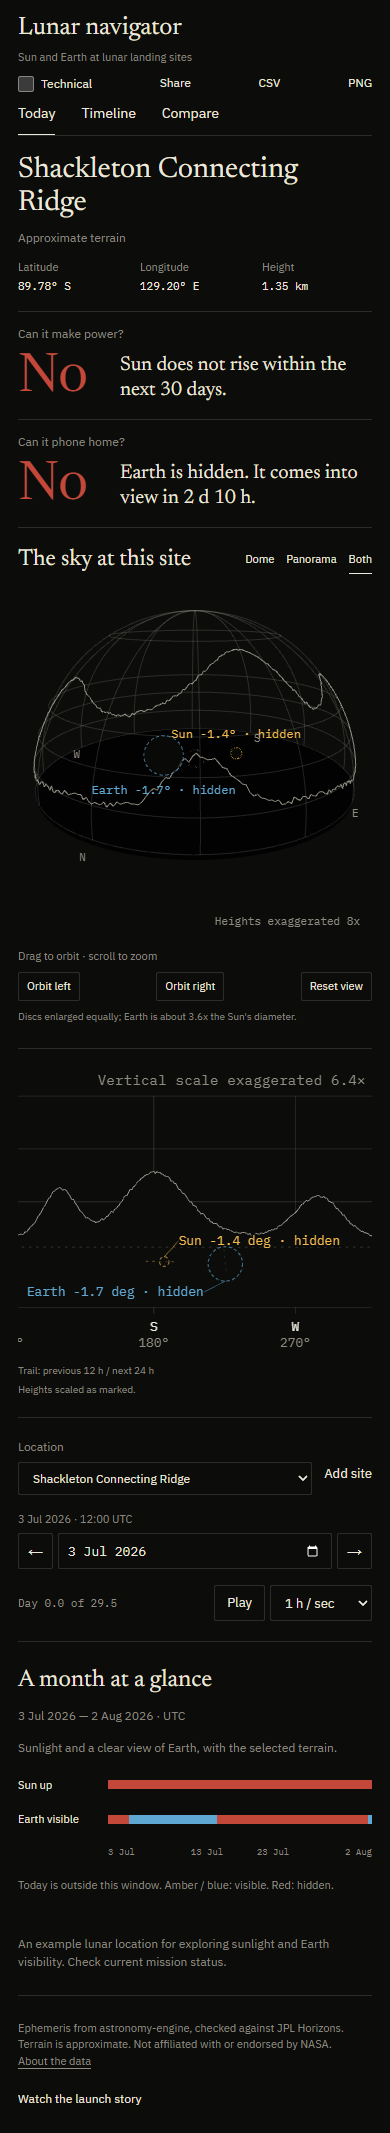 Lunar navigator
Sun and Earth at lunar landing sites
Technical Share CSV PNG
Today Timeline Compare
Shackleton Connecting
Ridge
Approximate terrain
Latitude Longitude Height
89.78° S 129.20° E 1.35 km
Can it make power?
No Sun does not rise within the
next 30 days.
Can it phone home?
No Earth is hidden. It comes into
view in 2 d 10 h.
The sky at this site Dome Panorama Both
Sun -1.4° · hidden
S
W
Earth -1.7° · hidden
E
N
Heights exaggerated 8x
Drag to orbit · scroll to zoom
Orbit left Orbit right Reset view
Discs enlarged equally; Earth is about 3.6x the Sun's diameter.
Vertical scale exaggerated 6.4×
Sun -1.4 deg · hidden
Earth -1.7 deg · hidden
S W
° 180° 270°
Trail: previous 12 h / next 24 h
Heights scaled as marked.
Location
Shackleton Connecting Ridge Add site
3 Jul 2026 · 12:00 UTC
← 3 Jul 2026 →
Day 0.0 of 29.5 Play 1 h / sec
A month at a glance
3 Jul 2026 — 2 Aug 2026 · UTC
Sunlight and a clear view of Earth, with the selected terrain.
Sun up
Earth visible
3 Jul 13 Jul 23 Jul 2 Aug
Today is outside this window. Amber / blue: visible. Red: hidden.
An example lunar location for exploring sunlight and Earth
visibility. Check current mission status.
Ephemeris from astronomy-engine, checked against JPL Horizons.
Terrain is approximate. Not affiliated with or endorsed by NASA.
About the data
Watch the launch story